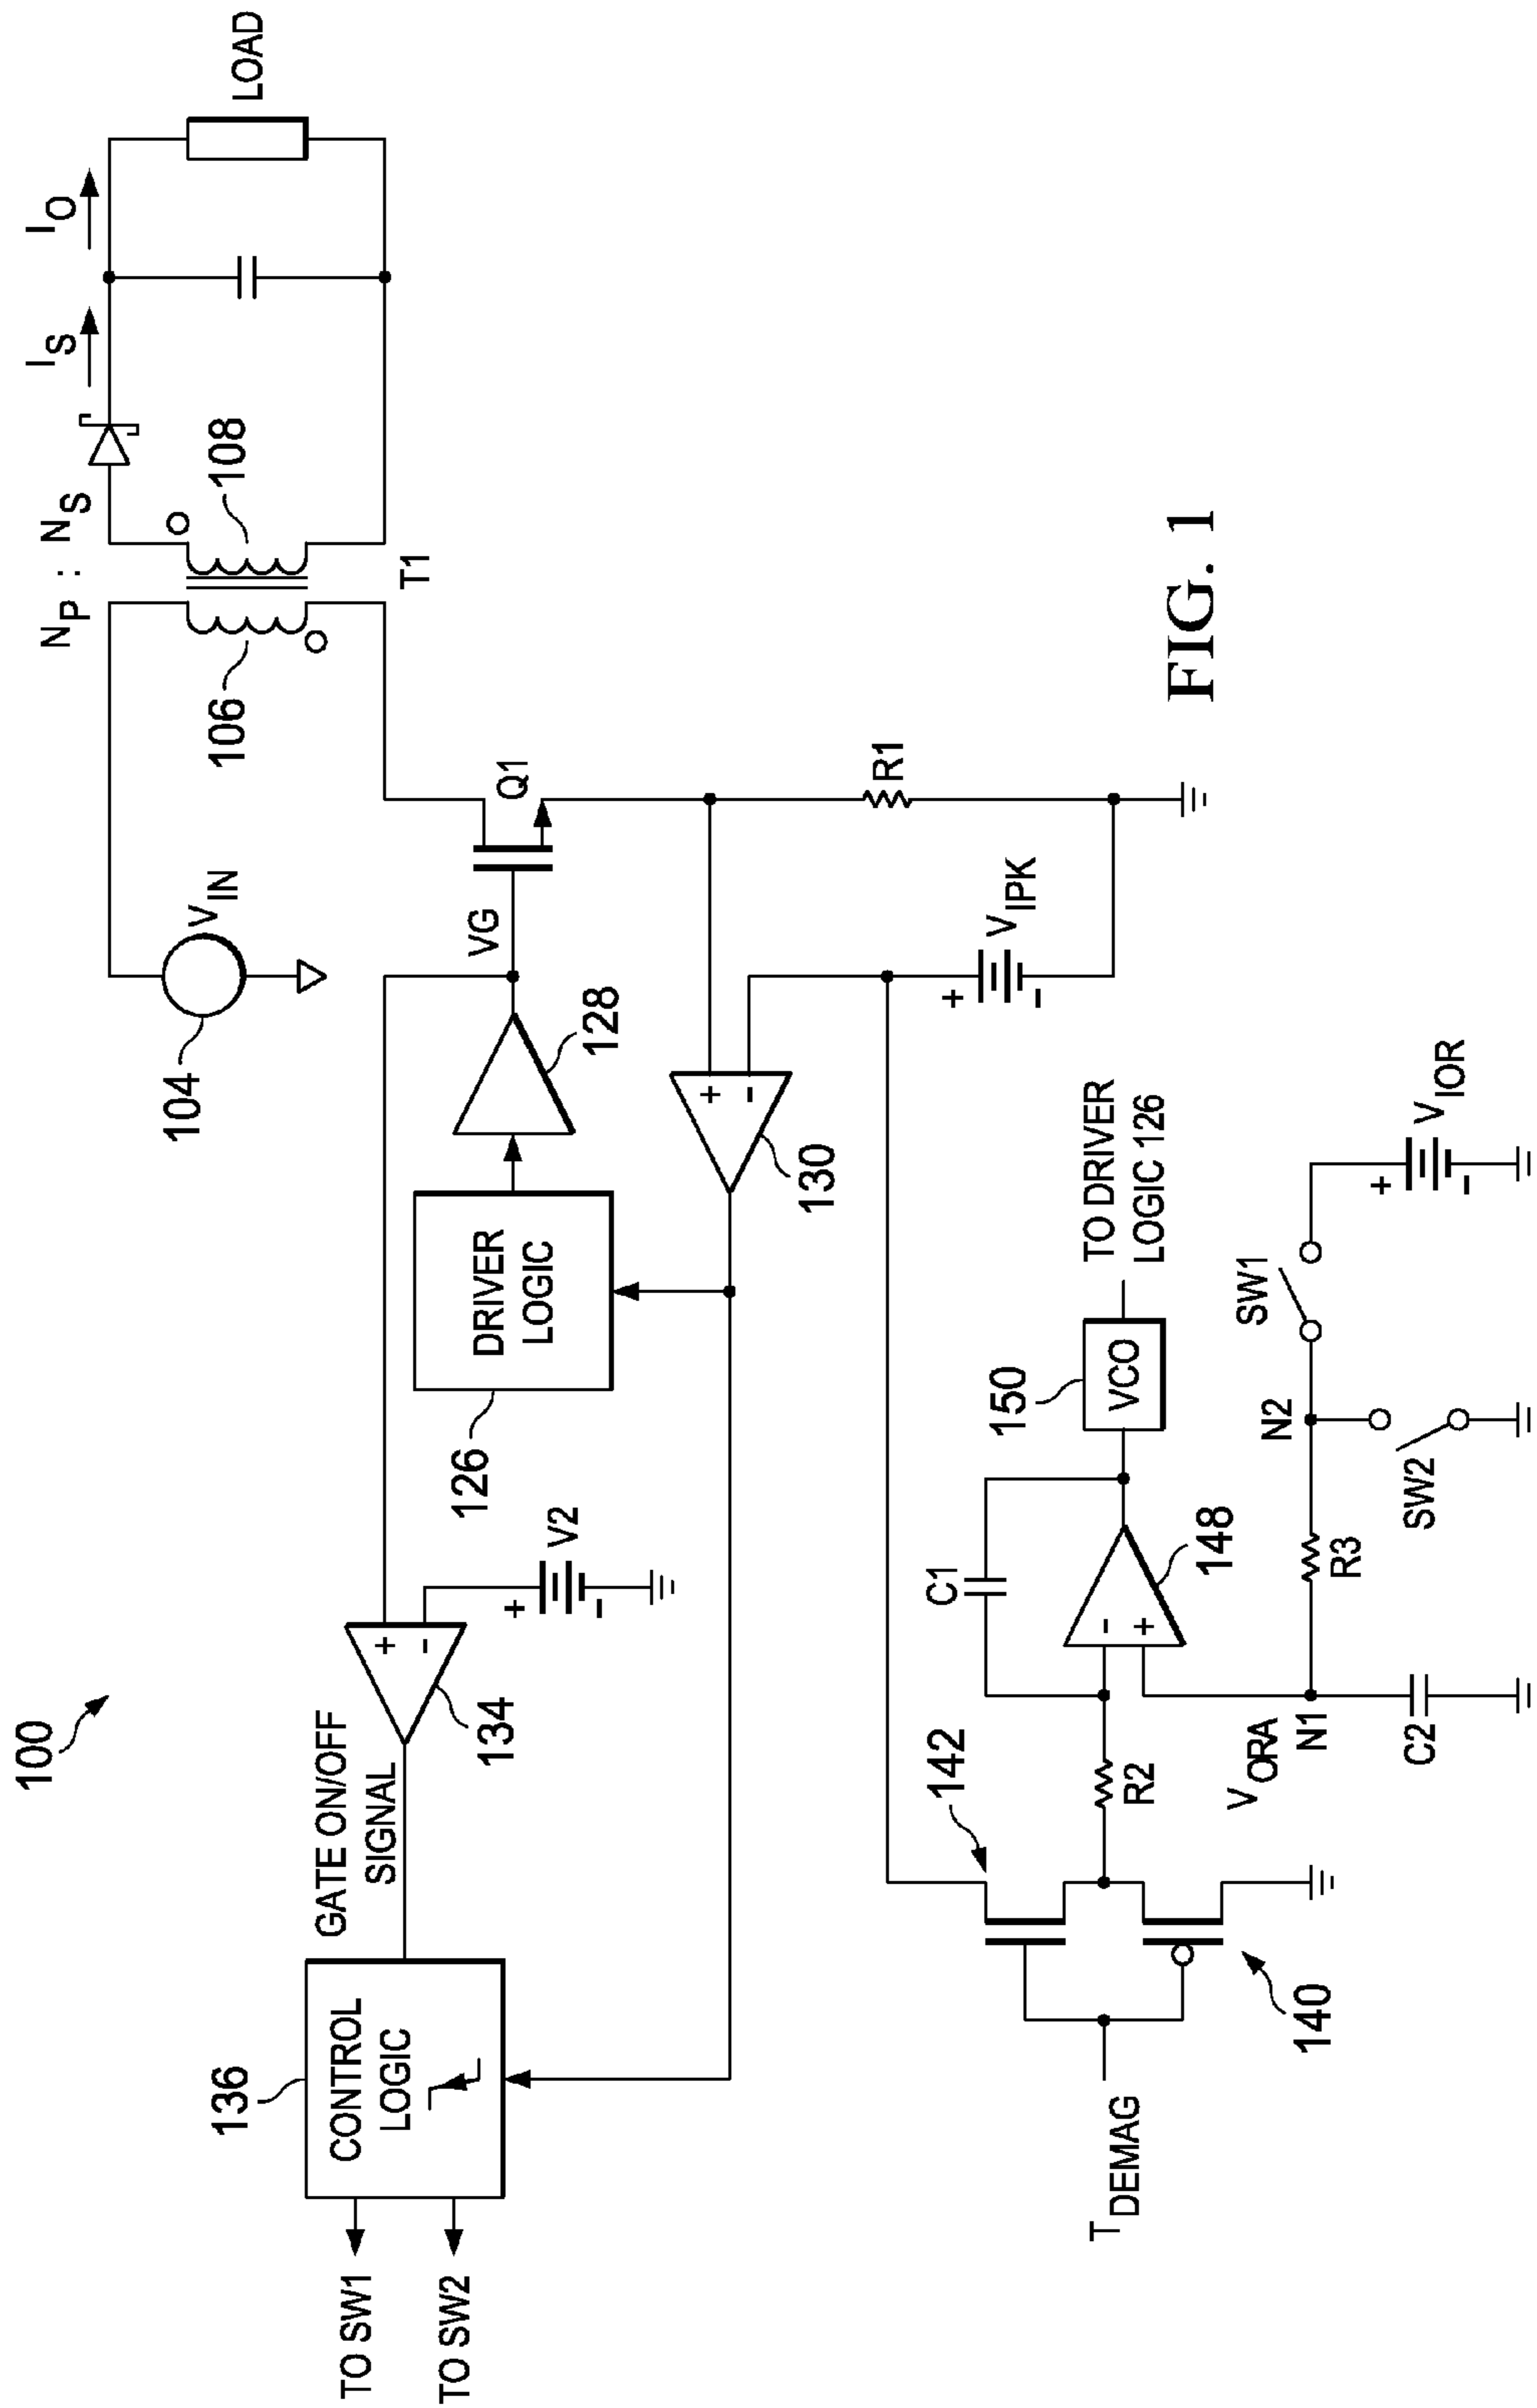 100
GATE ON/OFF
SIGNAL
136
CONTROL
LOGIC
TO SW1
TO SW2
134
+
-
+
-
V2
126
DRIVER
LOGIC
128
VG
104
V_IN
N_P : N_S
106
108
T1
I_S
I_O
LOAD
Q1
R1
130
+
-
+
-
V_IPK
142
140
T_DEMAG
R2
C1
-
+
148
150
VCO
TO DRIVER
LOGIC 126
V_ORA
N1
C2
R3
N2
SW1
SW2
+
-
V_IOR
FIG. 1